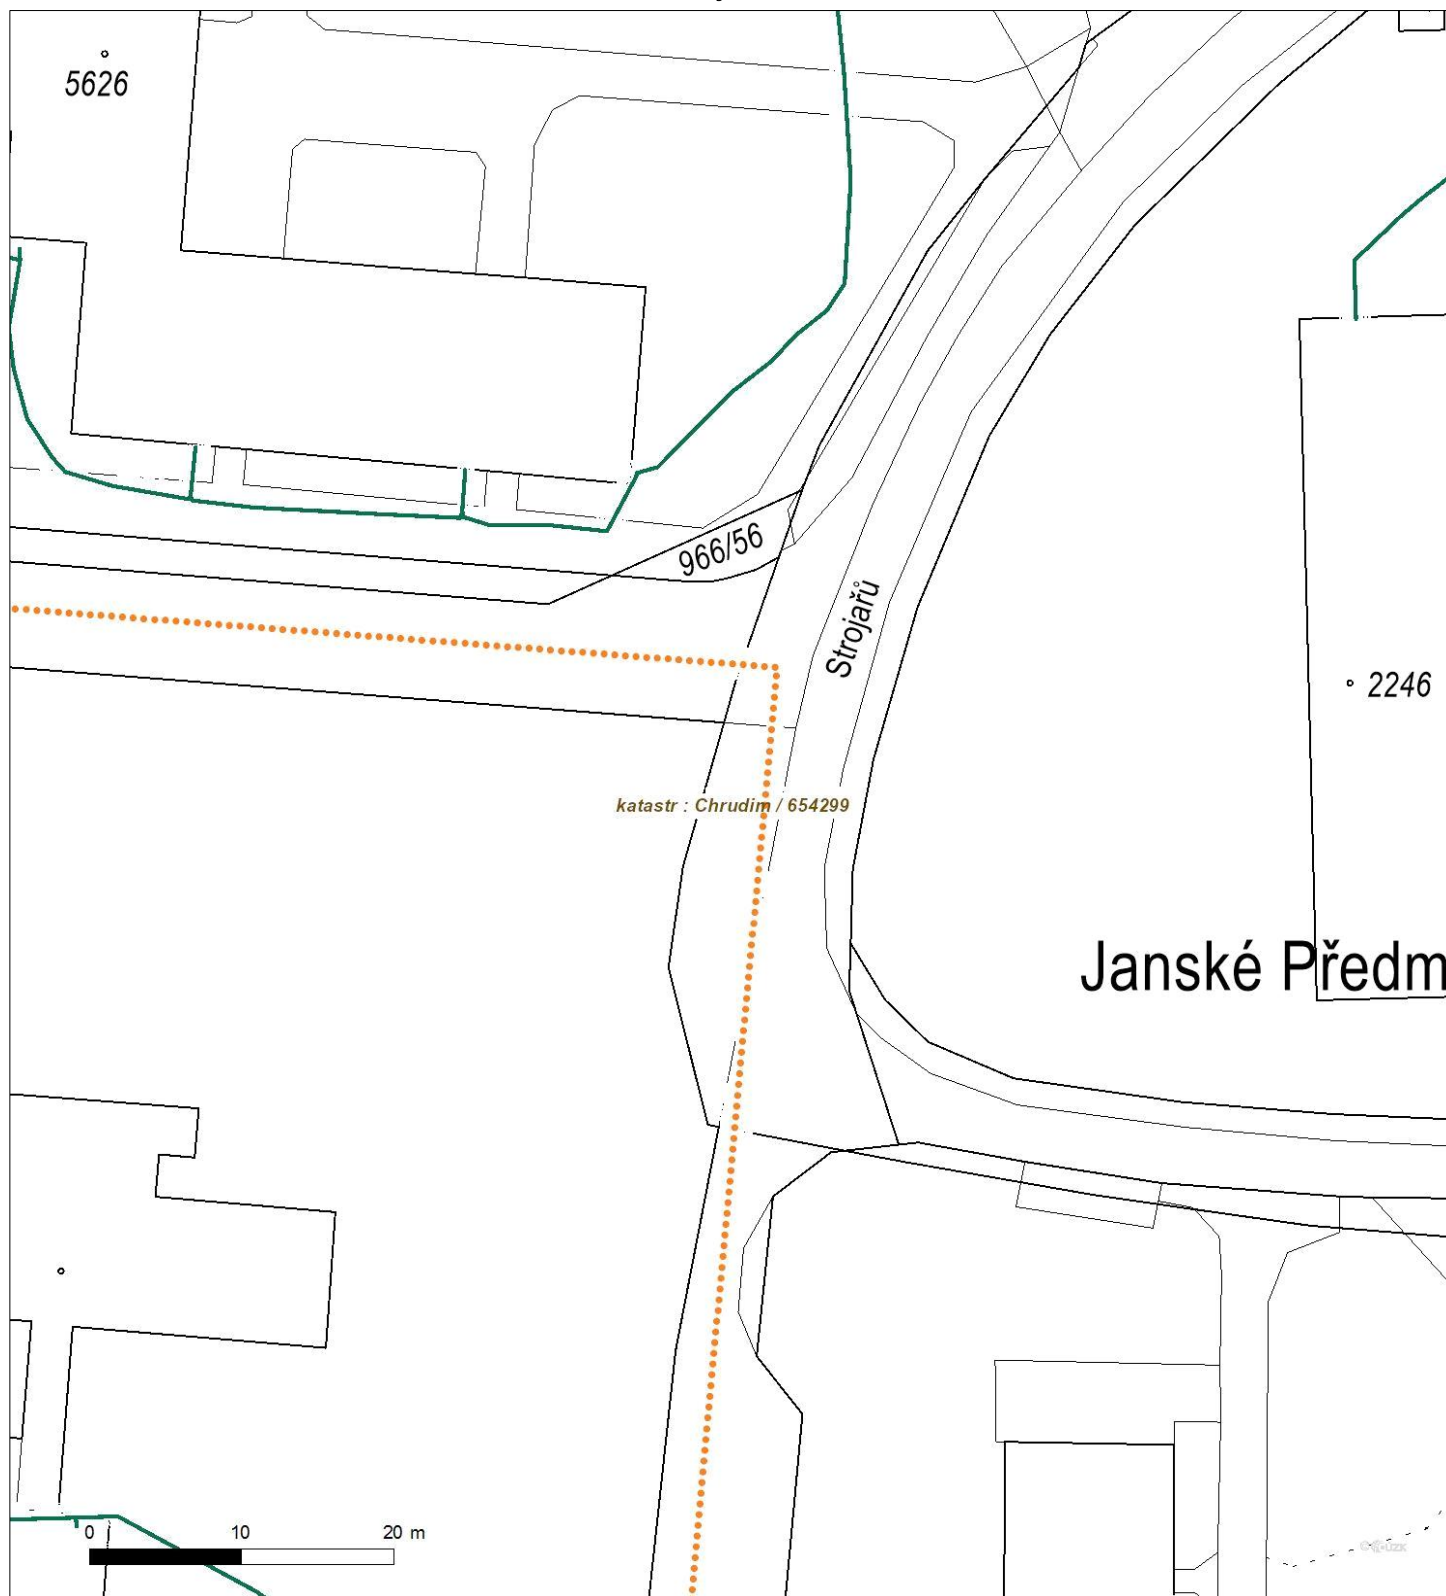 5626
966/56
Strojařů
2246
katastr : Chrudim / 654299
Janské Předm
0 10 20 m